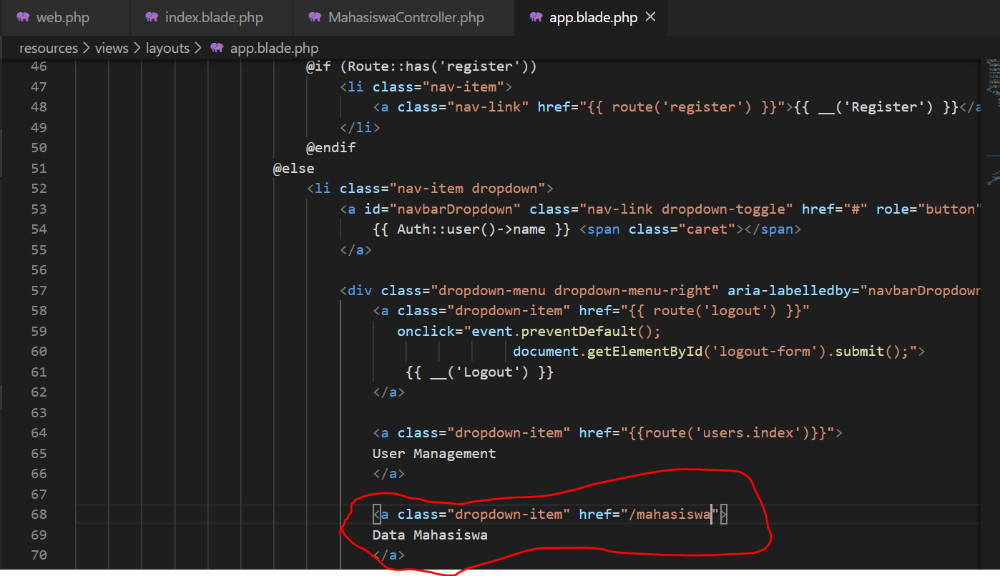 web.php index.blade.php MahasiswaController.php app.blade.php
resources > views > layouts > app.blade.php
46 @if (Route::has('register'))
47 <li class="nav-item">
48 <a class="nav-link" href="{{ route('register') }}">{{ __('Register') }}</a
49 </li>
50 @endif
51 @else
52 <li class="nav-item dropdown">
53 <a id="navbarDropdown" class="nav-link dropdown-toggle" href="#" role="button"
54 {{ Auth::user()->name }} <span class="caret"></span>
55 </a>
56
57 <div class="dropdown-menu dropdown-menu-right" aria-labelledby="navbarDropdown
58 <a class="dropdown-item" href="{{ route('logout') }}"
59 onclick="event.preventDefault();
60 document.getElementById('logout-form').submit();">
61 {{ __('Logout') }}
62 </a>
63
64 <a class="dropdown-item" href="{{route('users.index')}}">
65 User Management
66 </a>
67
68 <a class="dropdown-item" href="/mahasiswa">
69 Data Mahasiswa
70 </a>